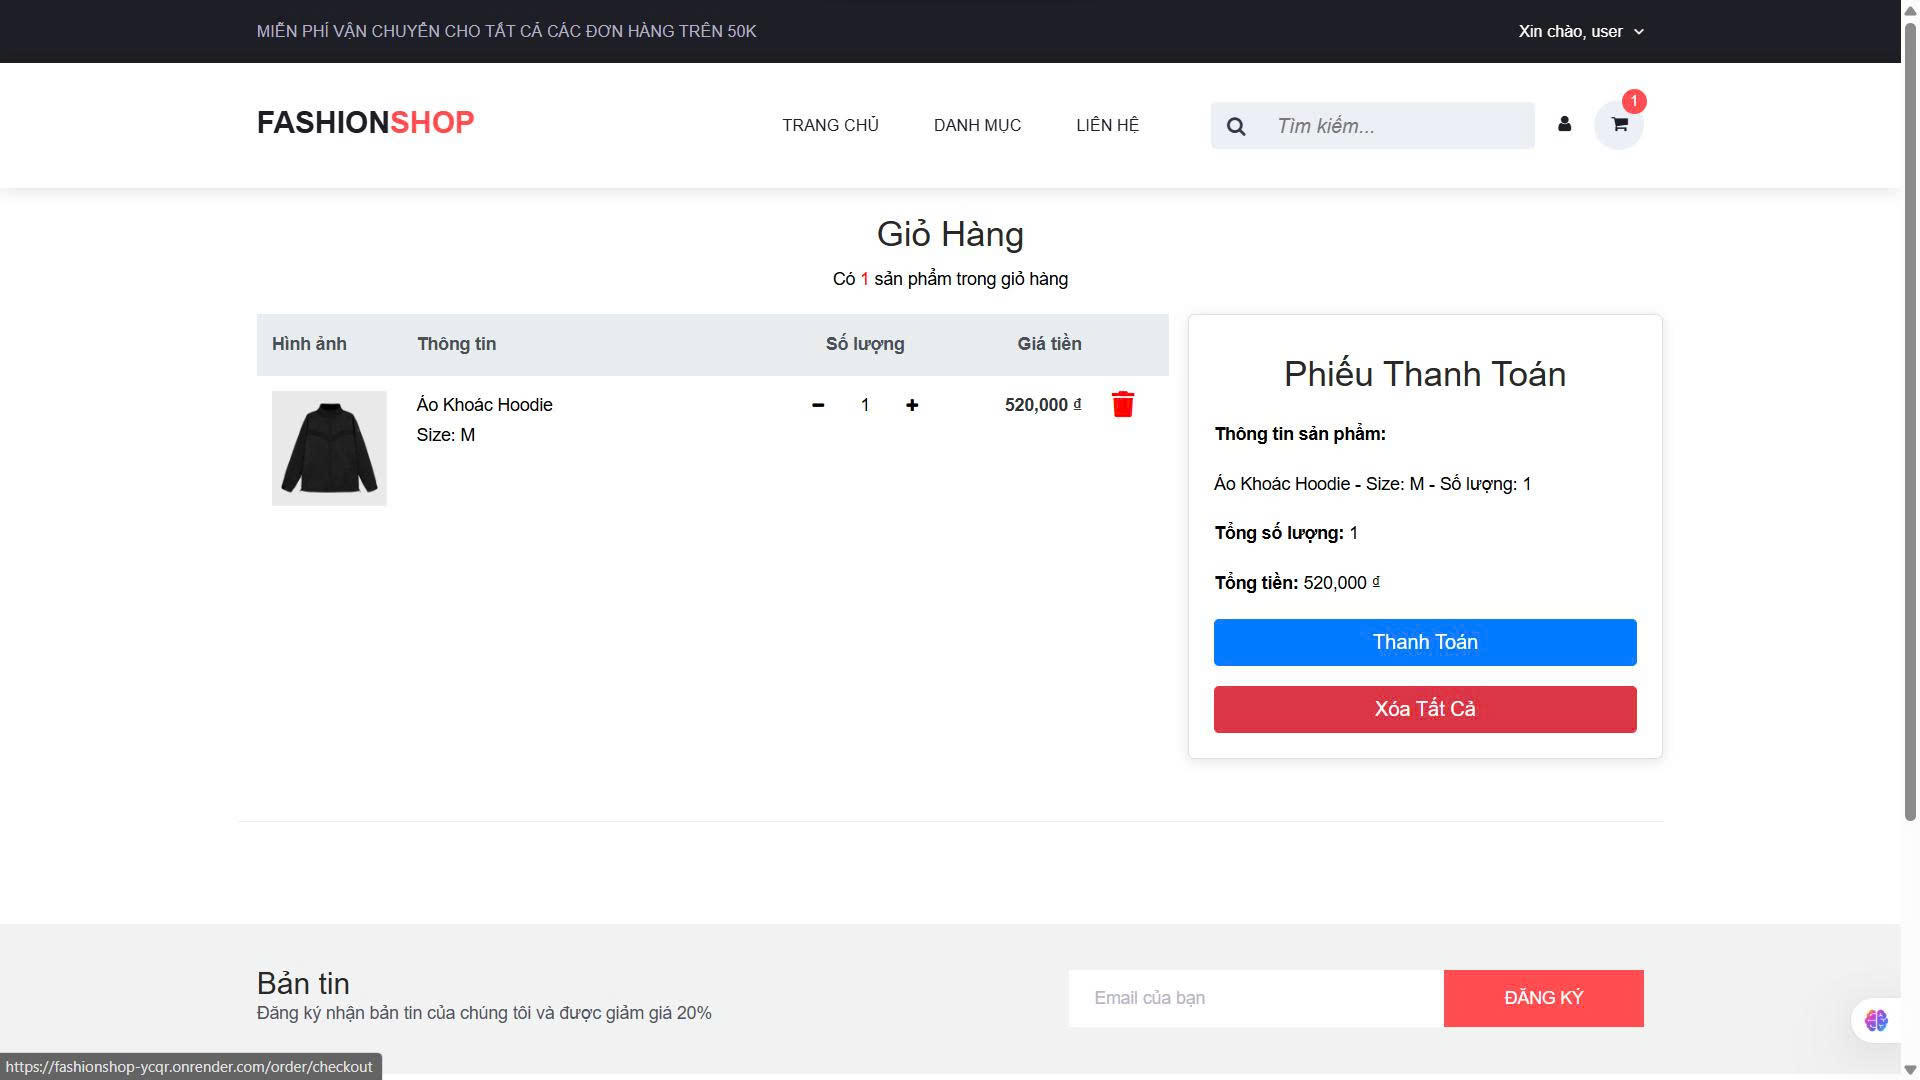 MIỄN PHÍ VẬN CHUYỂN CHO TẤT CẢ CÁC ĐƠN HÀNG TRÊN 50K
Xin chào, user
FASHIONSHOP
TRANG CHỦ
DANH MỤC
LIÊN HỆ
Tìm kiếm...
1
Giỏ Hàng
Có 1 sản phẩm trong giỏ hàng
Hình ảnh
Thông tin
Số lượng
Giá tiền
Áo Khoác Hoodie
Size: M
1
520,000 ₫
Phiếu Thanh Toán
Thông tin sản phẩm:
Áo Khoác Hoodie - Size: M - Số lượng: 1
Tổng số lượng: 1
Tổng tiền: 520,000 ₫
Thanh Toán
Xóa Tất Cả
Bản tin
Đăng ký nhận bản tin của chúng tôi và được giảm giá 20%
Email của bạn
ĐĂNG KÝ
https://fashionshop-ycqr.onrender.com/order/checkout